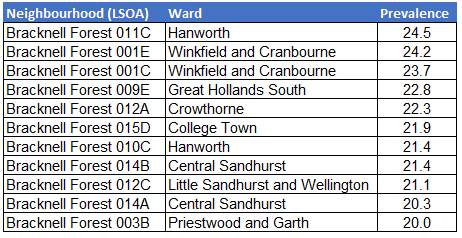 Neighbourhood (LSOA) Ward Prevalence
Bracknell Forest 011C Hanworth 24.5
Bracknell Forest 001E Winkfield and Cranbourne 24.2
Bracknell Forest 001C Winkfield and Cranbourne 23.7
Bracknell Forest 009E Great Hollands South 22.8
Bracknell Forest 012A Crowthorne 22.3
Bracknell Forest 015D College Town 21.9
Bracknell Forest 010C Hanworth 21.4
Bracknell Forest 014B Central Sandhurst 21.4
Bracknell Forest 012C Little Sandhurst and Wellington 21.1
Bracknell Forest 014A Central Sandhurst 20.3
Bracknell Forest 003B Priestwood and Garth 20.0